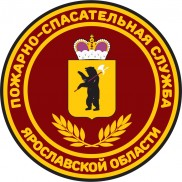 ПОЖАРНО-СПАСАТЕЛЬНАЯ СЛУЖБА
ЯРОСЛАВСКОЙ ОБЛАСТИ